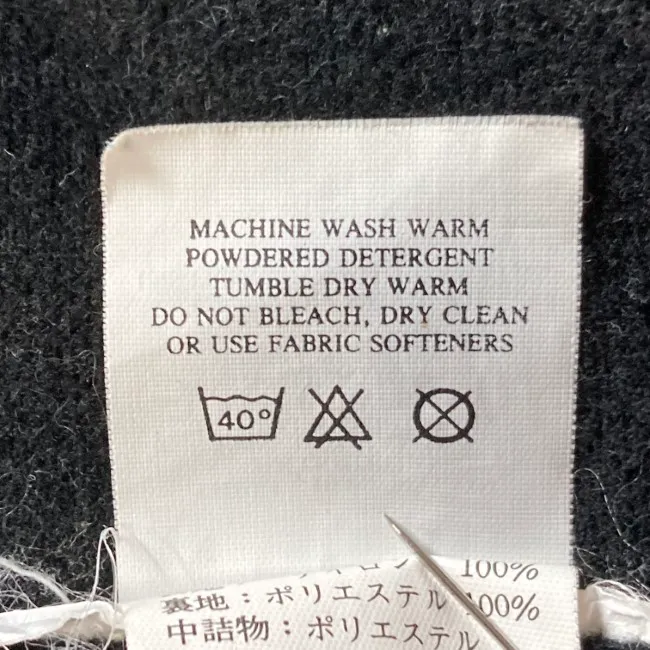 MACHINE WASH WARM
POWDERED DETERGENT
TUMBLE DRY WARM
DO NOT BLEACH, DRY CLEAN
OR USE FABRIC SOFTENERS
40°
100%
裏地：ポリエステル 100%
中詰物：ポリエステル